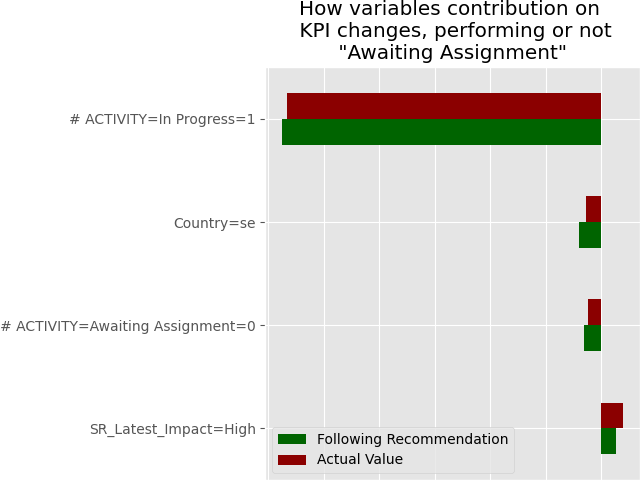 How variables contribution on
KPI changes, performing or not
"Awaiting Assignment"
# ACTIVITY=In Progress=1
Country=se
# ACTIVITY=Awaiting Assignment=0
SR_Latest_Impact=High
Following Recommendation
Actual Value